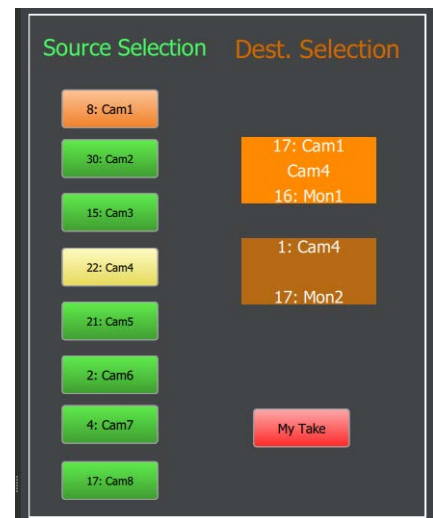 Source Selection
Dest. Selection
8: Cam1
30: Cam2
15: Cam3
22: Cam4
21: Cam5
2: Cam6
4: Cam7
17: Cam8
17: Cam1
Cam4
16: Mon1
1: Cam4
17: Mon2
My Take